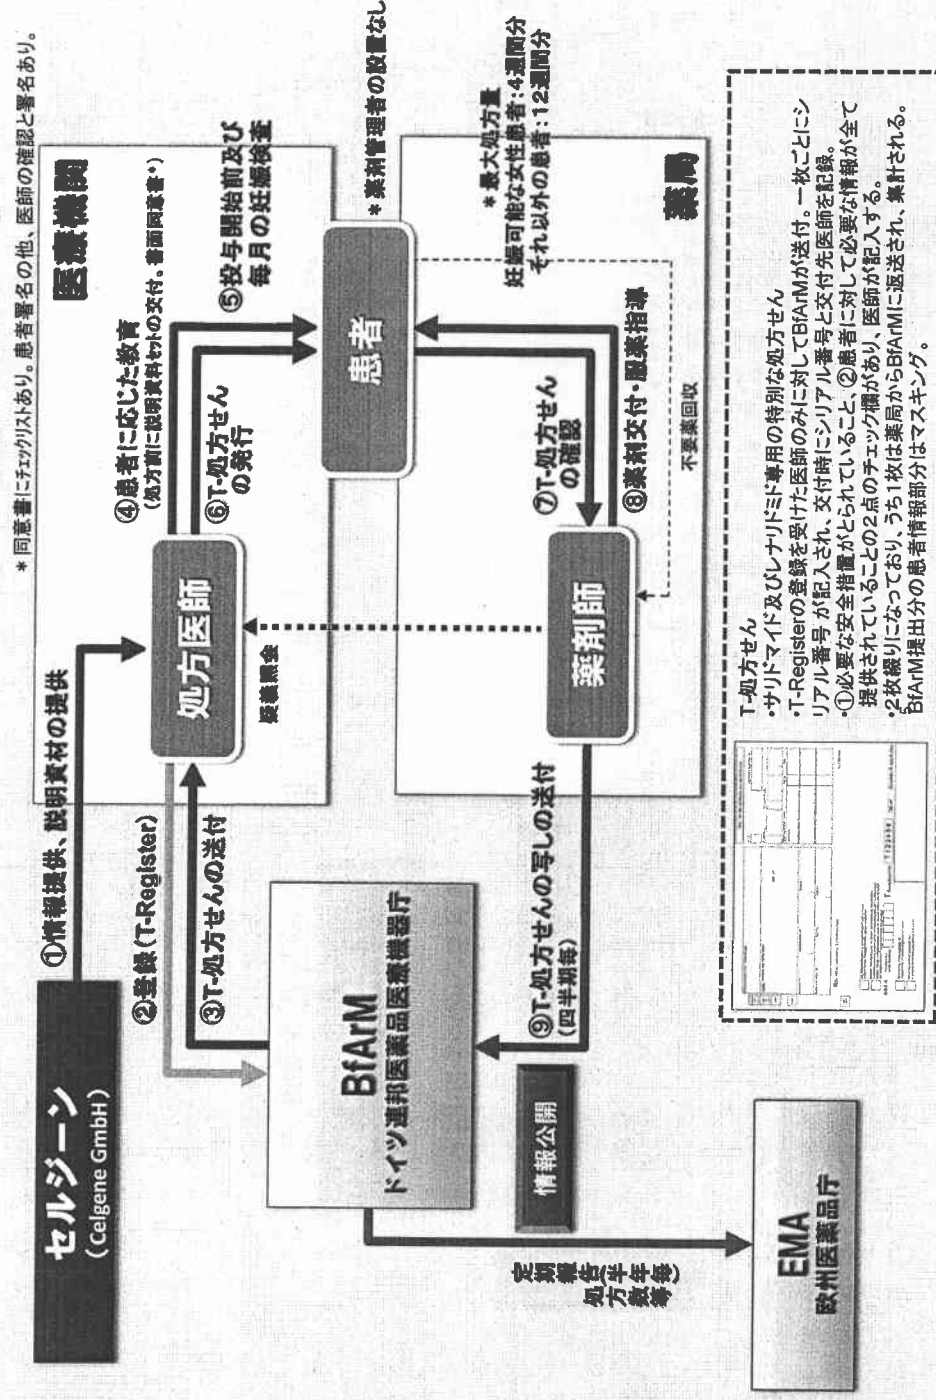 ＊同意書にチェックリストあり。患者署名の他、医師の確認と署名あり。
セルジーン
(Celgene GmbH)
①情報提供、説明資材の提供
医療機関
②登録(T-Register)
③T-処方せんの送付
処方医師
④患者に応じた教育
(処方前に説明資料セットの交付。書面同意書*)
⑥T-処方せん
の発行
⑤投与開始前及び
毎月の妊娠検査
患者
＊薬剤管理者の設置なし
疑義照会
BfArM
ドイツ連邦医薬品医療機器庁
薬剤師
⑦T-処方せん
の確認
⑧薬剤交付・服薬指導
不要薬回収
＊最大処方量
妊娠可能な女性患者:4週間分
それ以外の患者:12週間分
薬局
⑨T-処方せんの写しの送付
(四半期毎)
情報公開
定期報告(半年毎)
処方数等
EMA
欧州医薬品庁
T-処方せん
・サリドマイド及びレナリドミド専用の特別な処方せん
・T-Registerの登録を受けた医師のみに対してBfArMが送付。一枚ごとにシ
リアル番号 が記入され、交付時にシリアル番号と交付先医師を記録。
・①必要な安全措置がとられていること、②患者に対して必要な情報が全て
提供されていることの2点のチェック欄があり、医師が記入する。
・2枚綴りになっており、うち1枚は薬局からBfArMに返送され、集計される。
BfArM提出分の患者情報部分はマスキング。
5